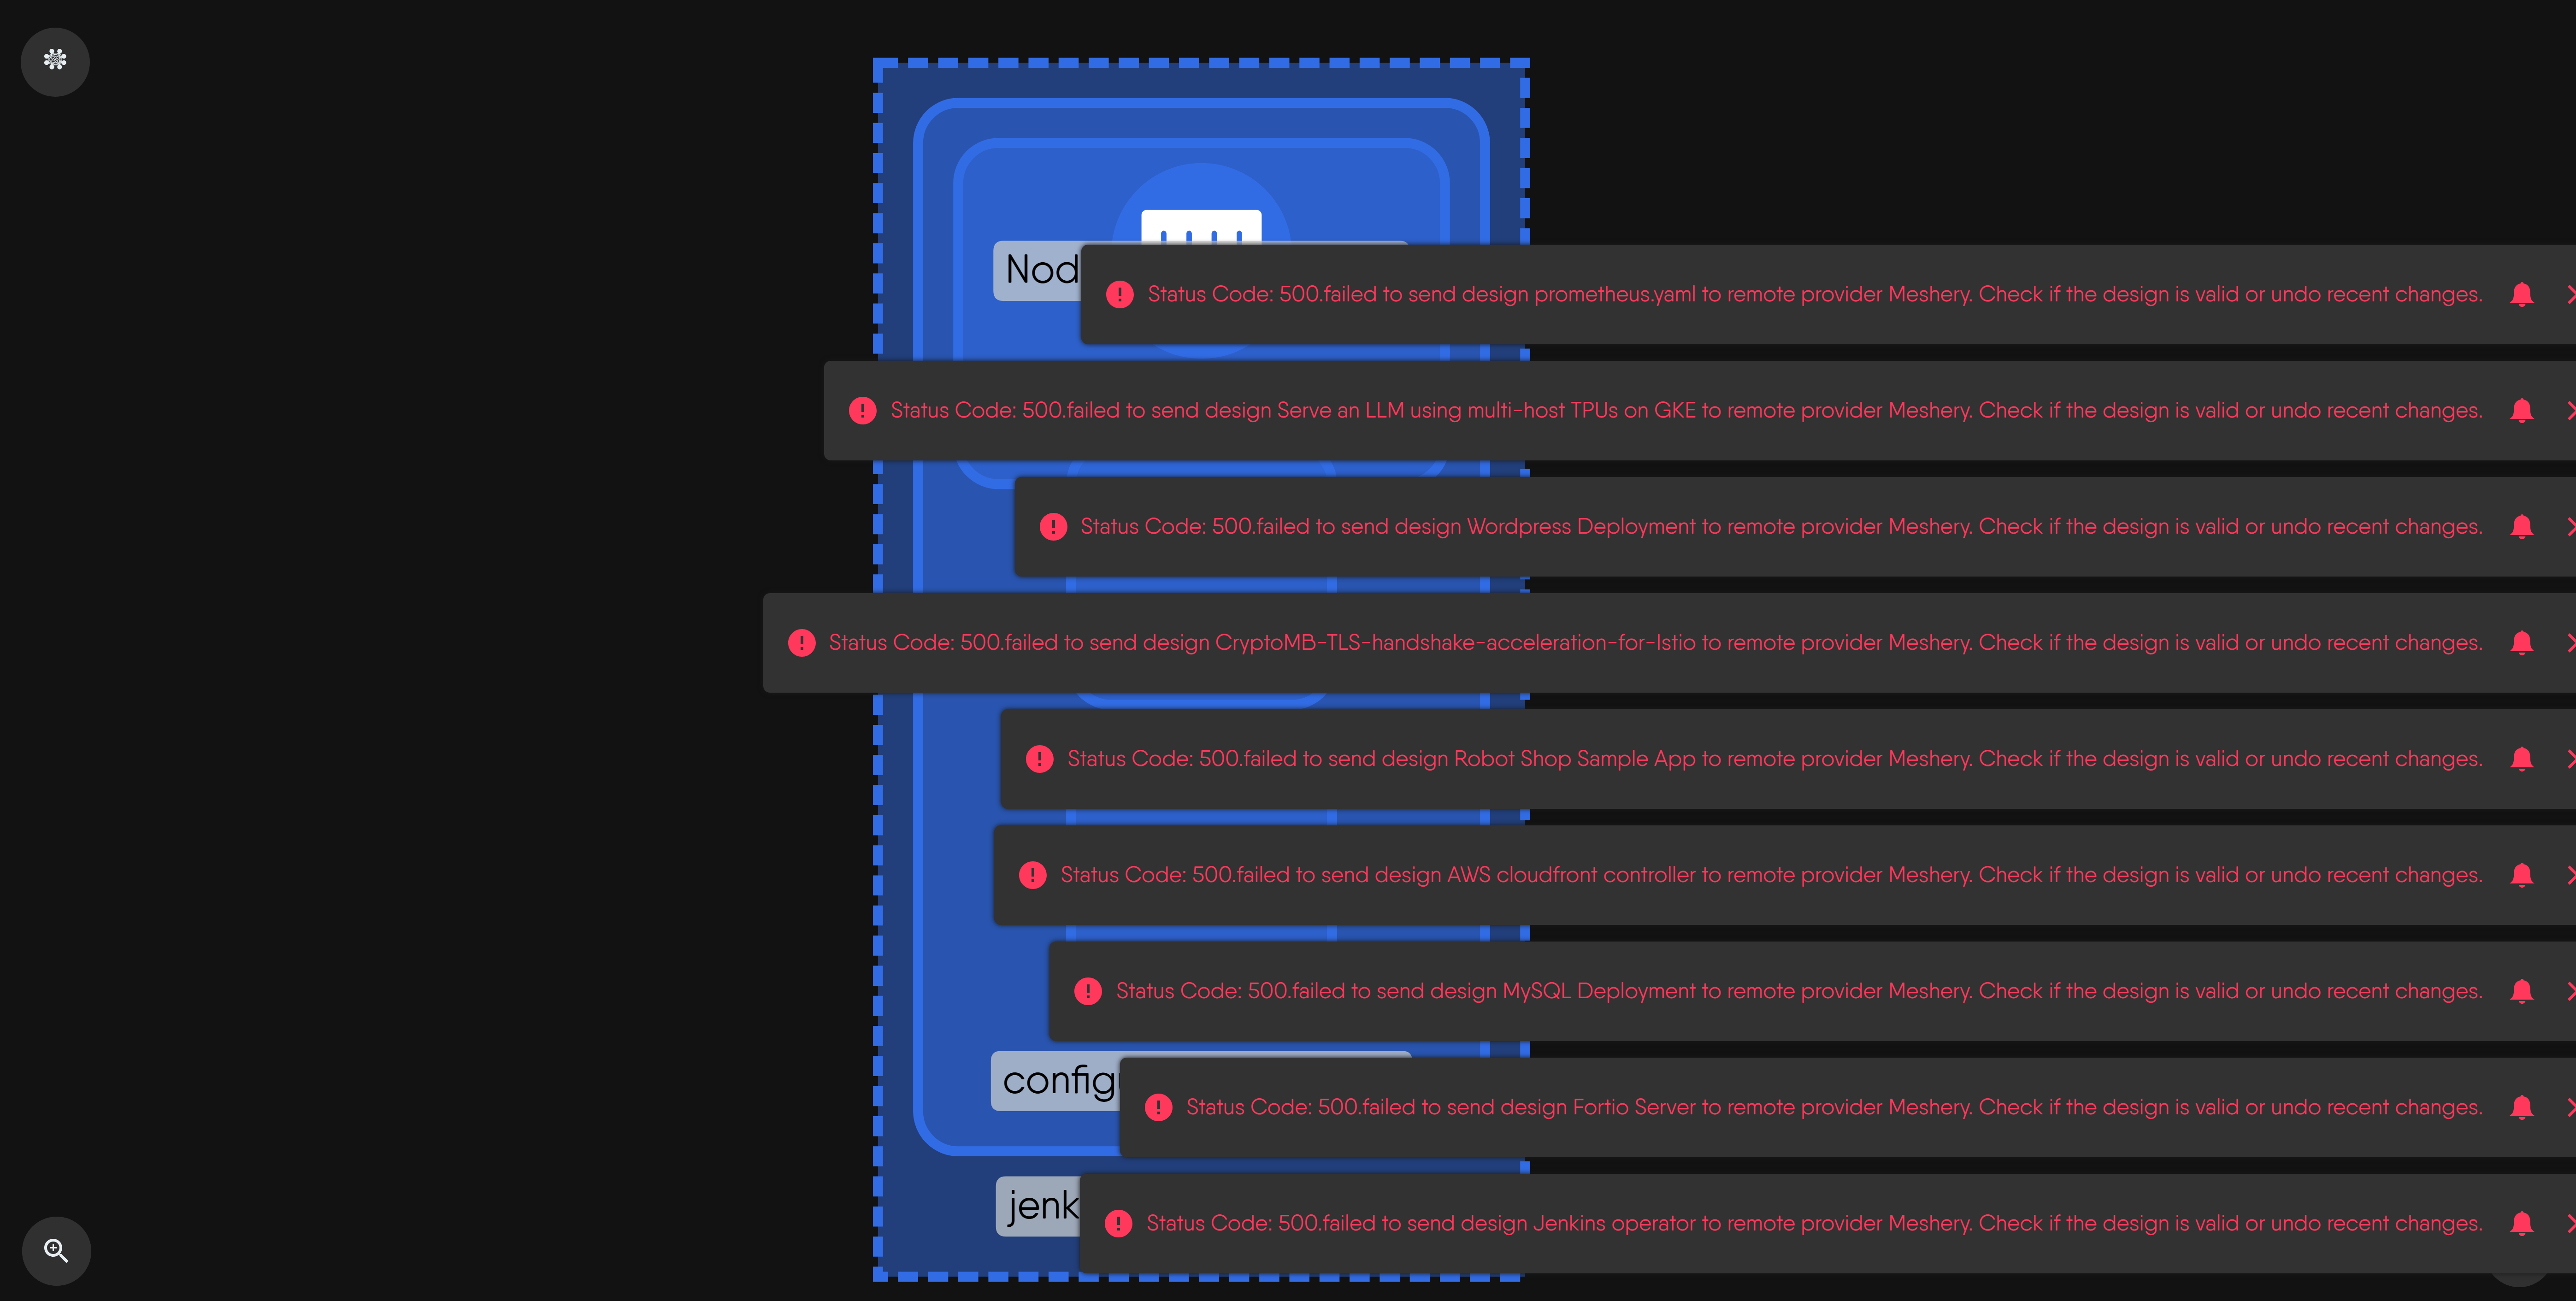 Nod
Status Code: 500.failed to send design prometheus.yaml to remote provider Meshery. Check if the design is valid or undo recent changes.
Status Code: 500.failed to send design Serve an LLM using multi-host TPUs on GKE to remote provider Meshery. Check if the design is valid or undo recent changes.
Status Code: 500.failed to send design Wordpress Deployment to remote provider Meshery. Check if the design is valid or undo recent changes.
Status Code: 500.failed to send design CryptoMB-TLS-handshake-acceleration-for-Istio to remote provider Meshery. Check if the design is valid or undo recent changes.
Status Code: 500.failed to send design Robot Shop Sample App to remote provider Meshery. Check if the design is valid or undo recent changes.
Status Code: 500.failed to send design AWS cloudfront controller to remote provider Meshery. Check if the design is valid or undo recent changes.
Status Code: 500.failed to send design MySQL Deployment to remote provider Meshery. Check if the design is valid or undo recent changes.
config
Status Code: 500.failed to send design Fortio Server to remote provider Meshery. Check if the design is valid or undo recent changes.
jenk
Status Code: 500.failed to send design Jenkins operator to remote provider Meshery. Check if the design is valid or undo recent changes.